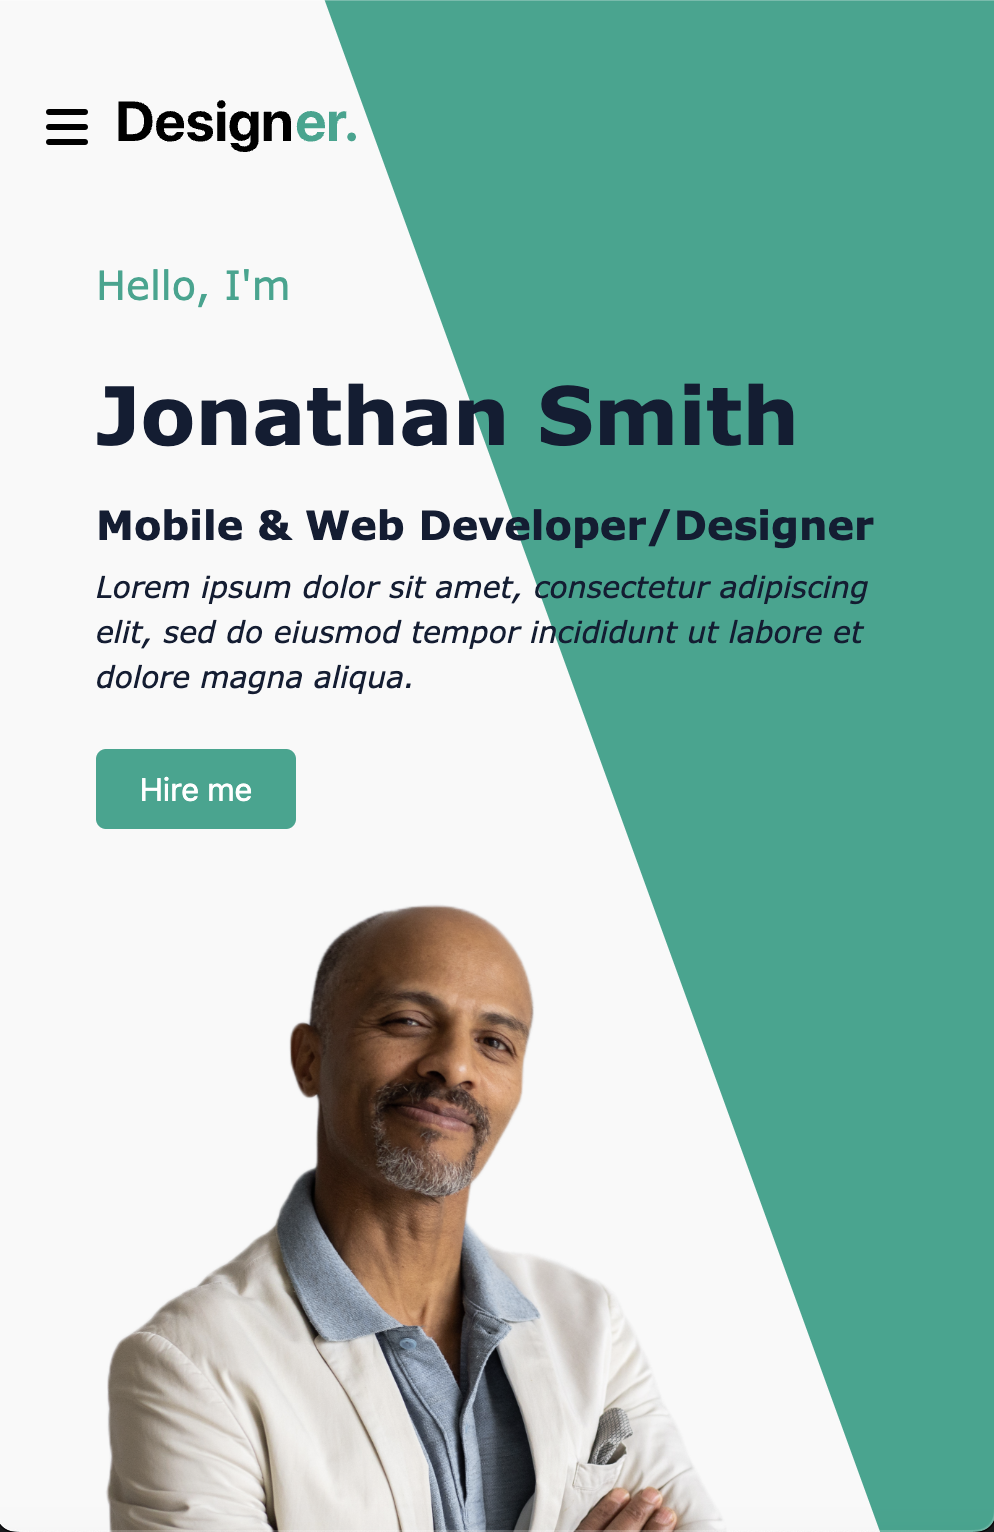 Designer.
Hello, I'm
Jonathan Smith
Mobile & Web Developer/Designer
Lorem ipsum dolor sit amet, consectetur adipiscing
elit, sed do eiusmod tempor incididunt ut labore et
dolore magna aliqua.
Hire me